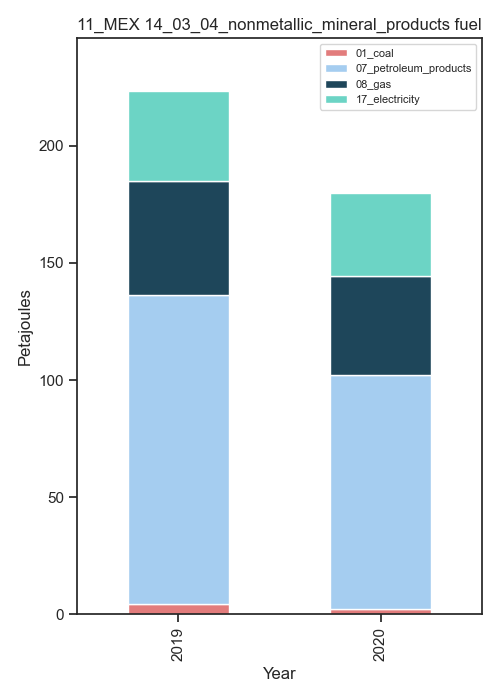 11_MEX 14_03_04_nonmetallic_mineral_products fuel
01_coal
07_petroleum_products
08_gas
17_electricity
200
150
100
50
0
Petajoules
2019
2020
Year